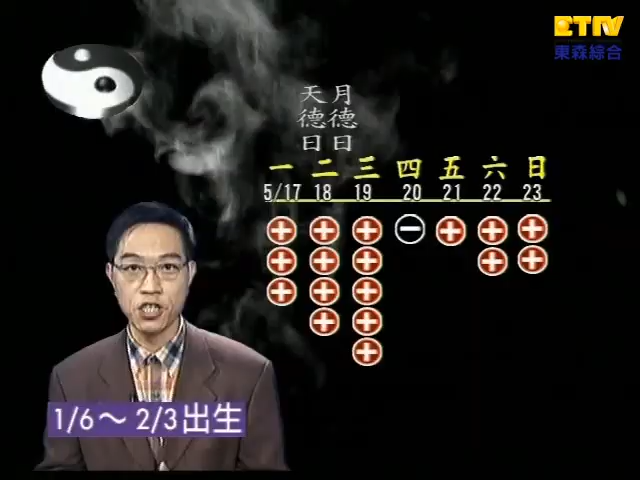 ETTV
東森綜合
天德日
月德日
一 二 三 四 五 六 日
5/17 18 19 20 21 22 23
1/6～2/3出生